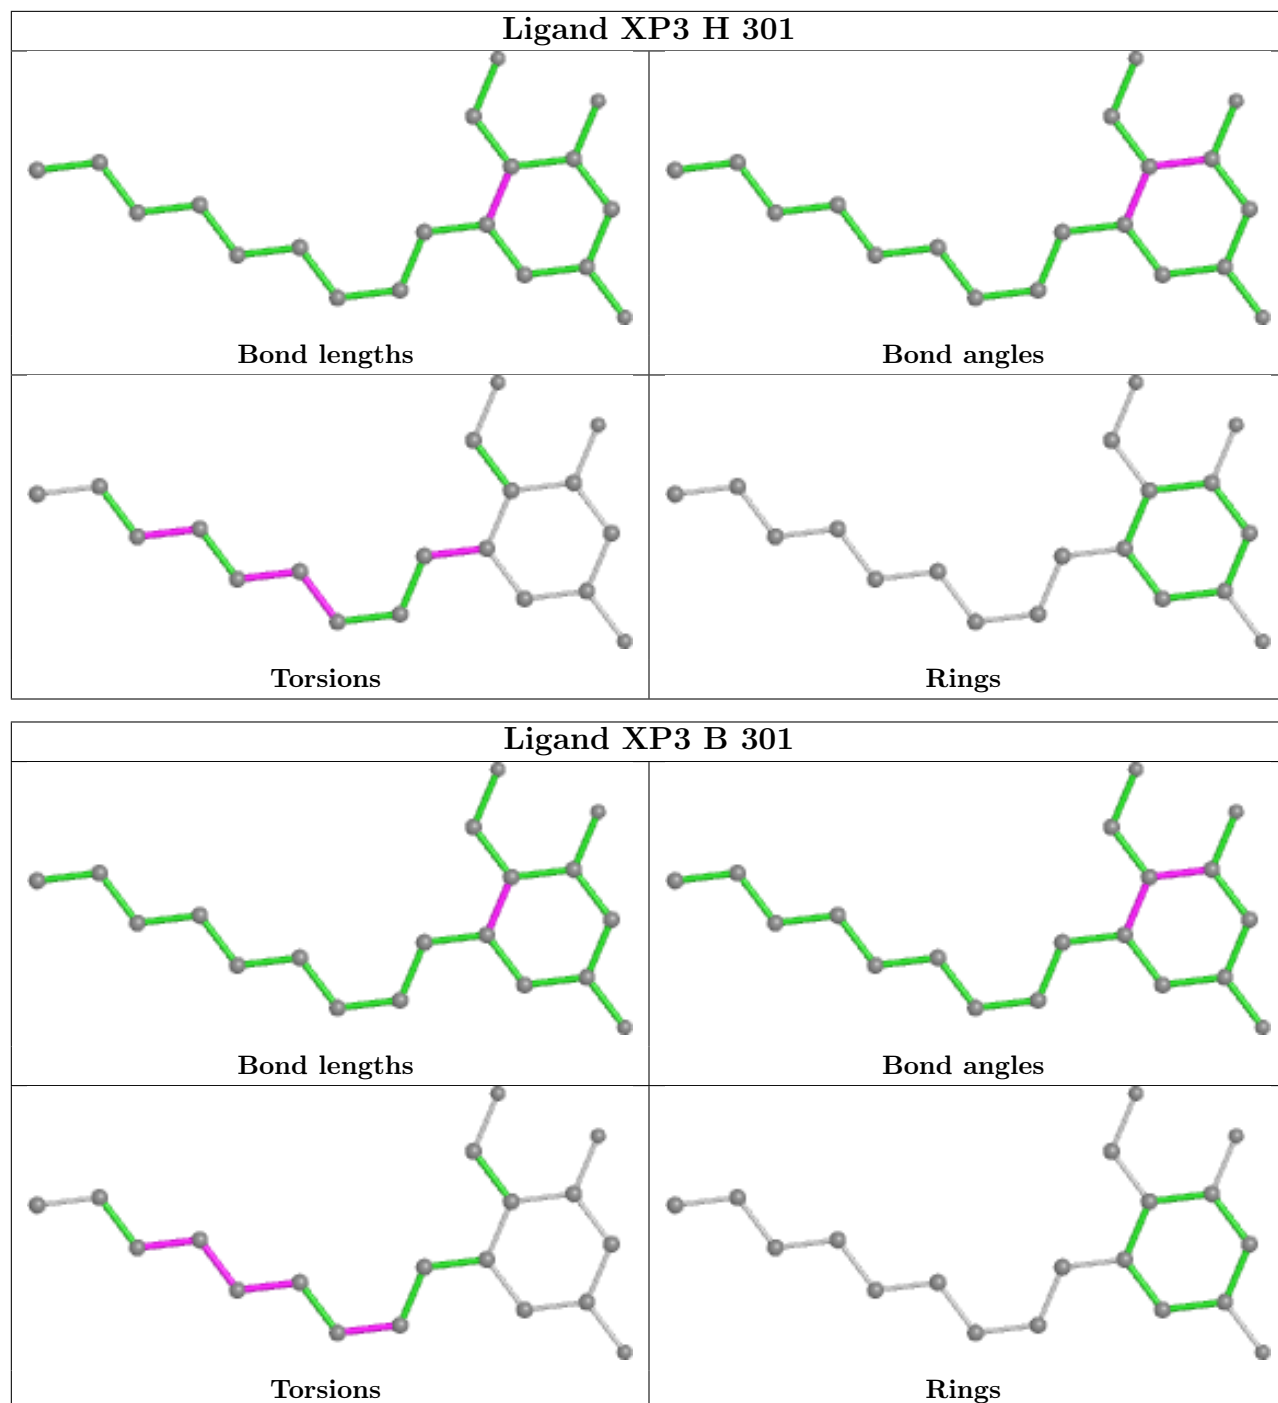 Ligand XP3 H 301
Bond lengths
Bond angles
Torsions
Rings
Ligand XP3 B 301
Bond lengths
Bond angles
Torsions
Rings